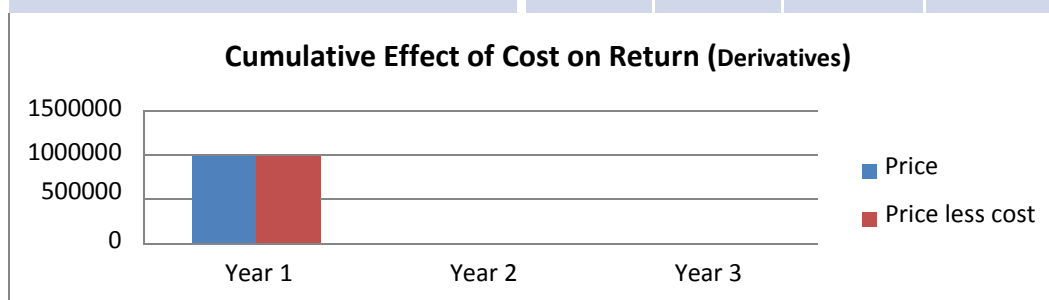 Cumulative Effect of Cost on Return (Derivatives)
1500000
1000000
500000
0
Year 1 Year 2 Year 3
Price
Price less cost